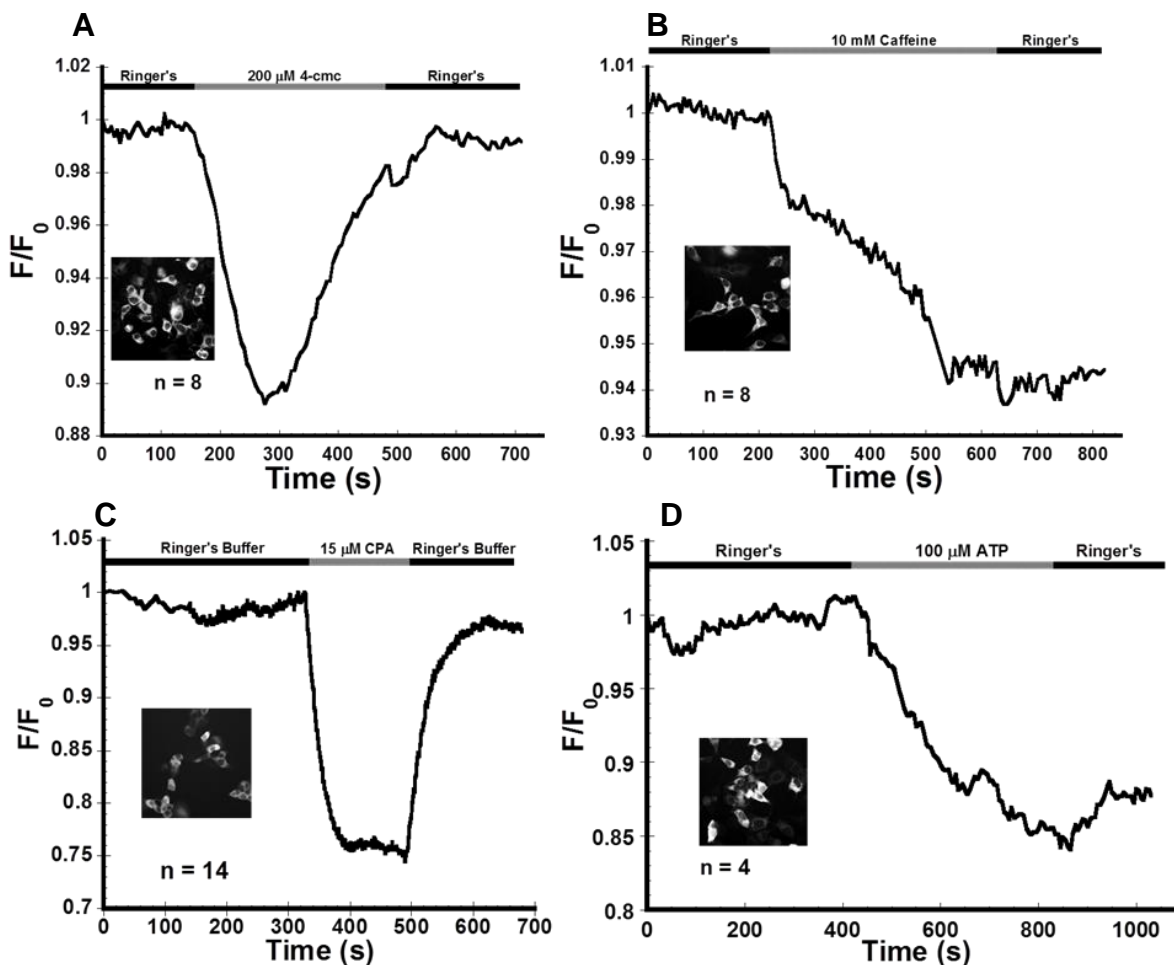 A
Ringer's 200 µM 4-cmc Ringer's
1.02
1
0.98
0.96
0.94
0.92
0.9
0.88
F/F0
n = 8
0 100 200 300 400 500 600 700
Time (s)
B
Ringer's 10 mM Caffeine Ringer's
1.01
1
0.99
0.98
0.97
0.96
0.95
0.94
0.93
F/F0
n = 8
0 100 200 300 400 500 600 700 800
Time (s)
C
Ringer's Buffer 15 µM CPA Ringer's Buffer
1.05
1
0.95
0.9
0.85
0.8
0.75
0.7
F/F0
n = 14
0 100 200 300 400 500 600 700
Time (s)
D
Ringer's 100 µM ATP Ringer's
1.05
1
0.95
0.9
0.85
0.8
F/F0
n = 4
0 200 400 600 800 1000
Time (s)